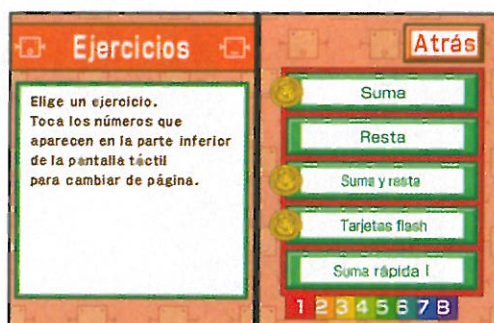 Ejercicios
Elige un ejercicio.
Toca los números que
aparecen en la parte inferior
de la pantalla táctil
para cambiar de página.
Atrás
Suma
Resta
Suma y resta
Tarjetas flash
Suma rápida I
1 2 3 4 5 6 7 8